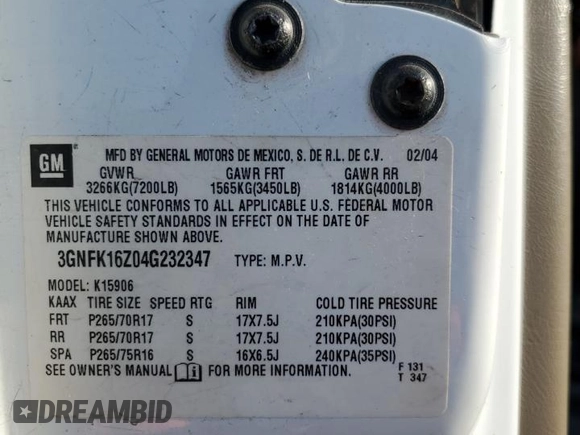 GM
MFD BY GENERAL MOTORS DE MEXICO, S. DE R.L. DE C.V. 02/04
GVWR GAWR FRT GAWR RR
3266KG(7200LB) 1565KG(3450LB) 1814KG(4000LB)
THIS VEHICLE CONFORMS TO ALL APPLICABLE U.S. FEDERAL MOTOR
VEHICLE SAFETY STANDARDS IN EFFECT ON THE DATE OF
MANUFACTURE SHOWN ABOVE.
3GNFK16Z04G232347 TYPE: M.P.V.
MODEL: K15906
KAAX TIRE SIZE SPEED RTG RIM COLD TIRE PRESSURE
FRT P265/70R17 S 17X7.5J 210KPA(30PSI)
RR P265/70R17 S 17X7.5J 210KPA(30PSI)
SPA P265/75R16 S 16X6.5J 240KPA(35PSI)
SEE OWNER'S MANUAL FOR MORE INFORMATION.
F 131
T 347
DREAMBID